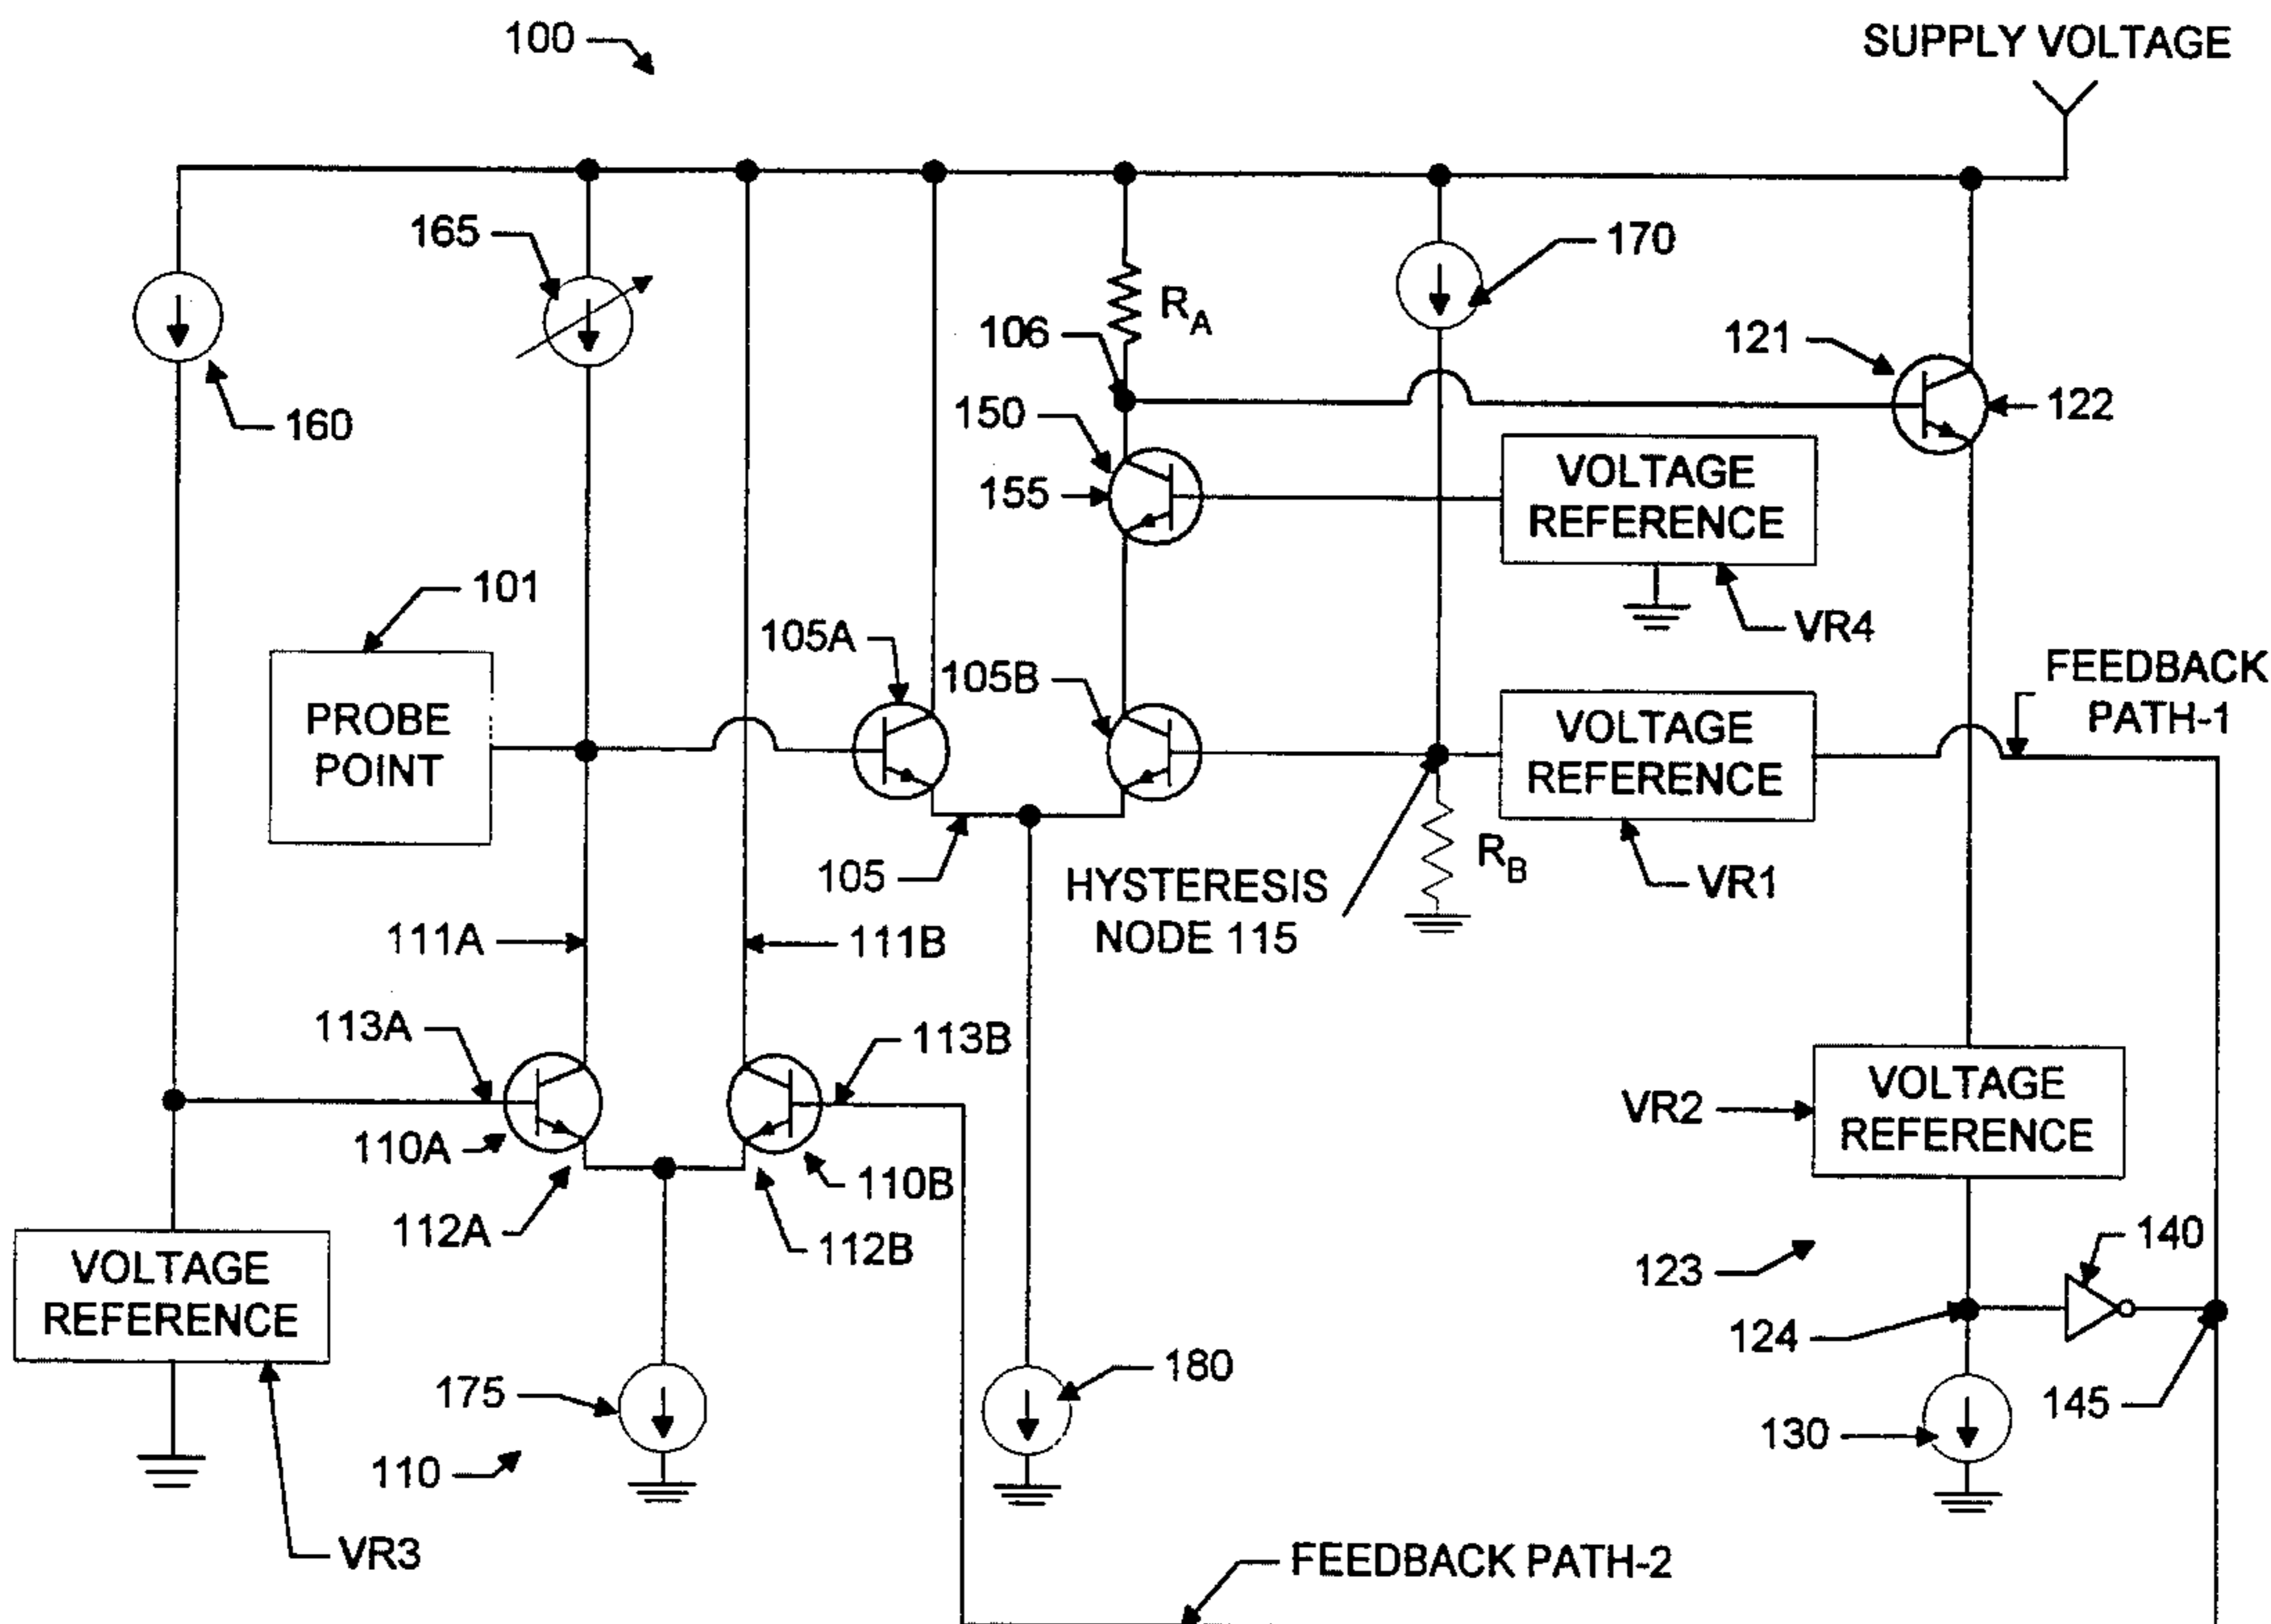 100
SUPPLY VOLTAGE
165
170
R_A
106
121
160
150
122
VOLTAGE
REFERENCE
155
101
VR4
105A
FEEDBACK
PATH-1
105B
PROBE
POINT
VOLTAGE
REFERENCE
R_B
105
HYSTERESIS
NODE 115
VR1
111A
111B
113A
113B
VOLTAGE
REFERENCE
VR2
110A
110B
112A
112B
140
VOLTAGE
REFERENCE
123
124
180
175
145
130
110
VR3
FEEDBACK PATH-2